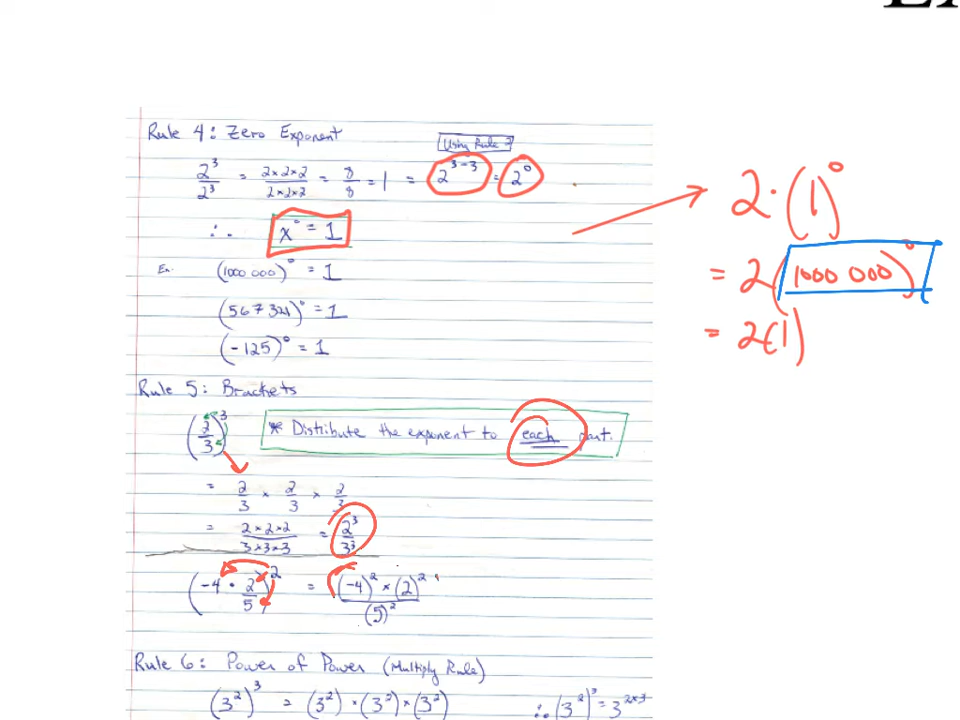 Rule 4: Zero Exponent
Using Rule ?
2³/2³ = 2×2×2/2×2×2 = 8/8 = 1 = 2³⁻³ = 2⁰
∴ x⁰ = 1
Ex. (1000 000)⁰ = 1
(567 321)⁰ = 1
(-125)⁰ = 1
2·(1)⁰
= 2(1000 000)⁰
= 2(1)
Rule 5: Brackets
(2/3)³ * Distribute the exponent to each part.
= 2/3 × 2/3 × 2/3
= 2×2×2/3×3×3 = 2³/3³
(-4 · 2/5)² = (-4)² × (2)²/(5)²
Rule 6: Power of Power (Multiply Rule)
(3²)³ = (3²)·(3²)×(3²) ∴ (3²)³ = 3²ˣ³